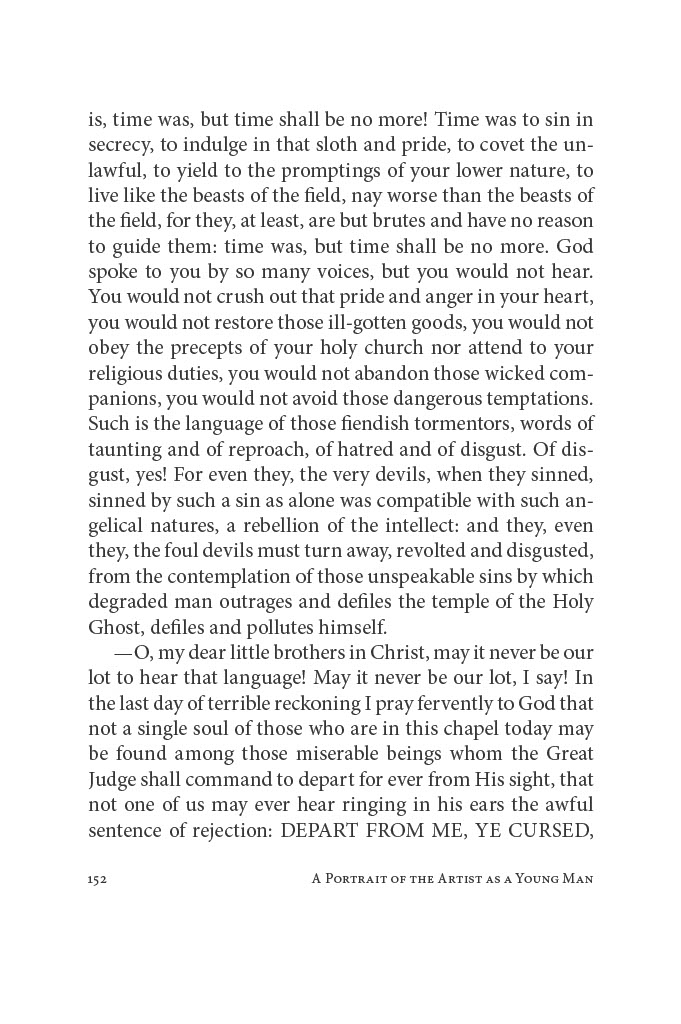 is, time was, but time shall be no more! Time was to sin in
secrecy, to indulge in that sloth and pride, to covet the un-
lawful, to yield to the promptings of your lower nature, to
live like the beasts of the field, nay worse than the beasts of
the field, for they, at least, are but brutes and have no reason
to guide them: time was, but time shall be no more. God
spoke to you by so many voices, but you would not hear.
You would not crush out that pride and anger in your heart,
you would not restore those ill-gotten goods, you would not
obey the precepts of your holy church nor attend to your
religious duties, you would not abandon those wicked com-
panions, you would not avoid those dangerous temptations.
Such is the language of those fiendish tormentors, words of
taunting and of reproach, of hatred and of disgust. Of dis-
gust, yes! For even they, the very devils, when they sinned,
sinned by such a sin as alone was compatible with such an-
gelical natures, a rebellion of the intellect: and they, even
they, the foul devils must turn away, revolted and disgusted,
from the contemplation of those unspeakable sins by which
degraded man outrages and defiles the temple of the Holy
Ghost, defiles and pollutes himself.
—O, my dear little brothers in Christ, may it never be our
lot to hear that language! May it never be our lot, I say! In
the last day of terrible reckoning I pray fervently to God that
not a single soul of those who are in this chapel today may
be found among those miserable beings whom the Great
Judge shall command to depart for ever from His sight, that
not one of us may ever hear ringing in his ears the awful
sentence of rejection: DEPART FROM ME, YE CURSED,
152 A Portrait of the Artist as a Young Man